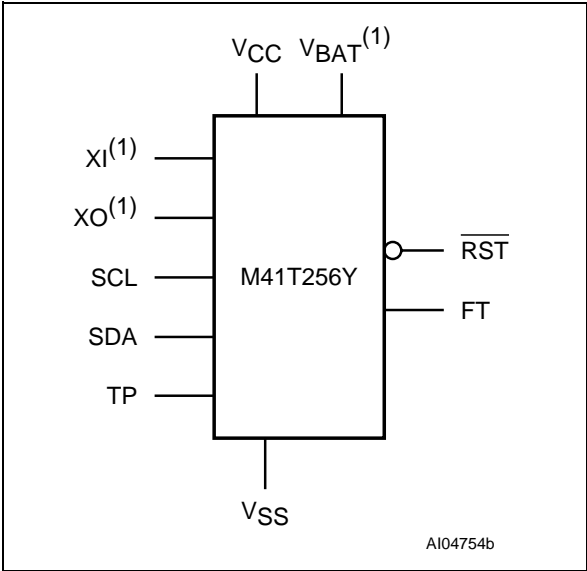 VCC VBAT(1)
XI(1)
XO(1)
SCL
SDA
TP
M41T256Y
RST
FT
VSS
AI04754b